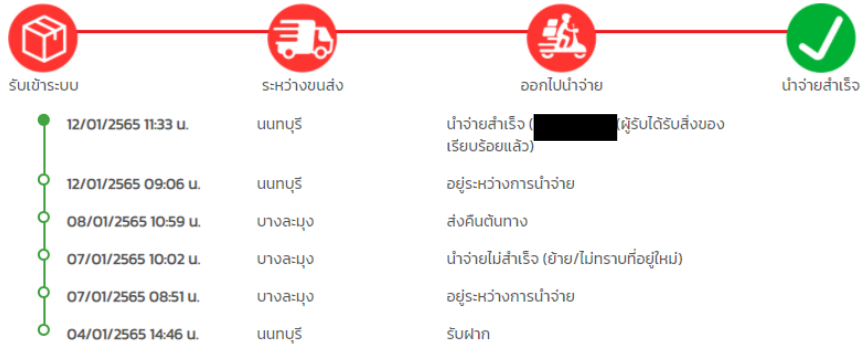 รับเข้าระบบ ระหว่างขนส่ง ออกไปนำจ่าย นำจ่ายสำเร็จ
12/01/2565 11:33 น. นนทบุรี นำจ่ายสำเร็จ ( (ผู้รับได้รับสิ่งของ
เรียบร้อยแล้ว)
12/01/2565 09:06 น. นนทบุรี อยู่ระหว่างการนำจ่าย
08/01/2565 10:59 น. บางละมุง ส่งคืนต้นทาง
07/01/2565 10:02 น. บางละมุง นำจ่ายไม่สำเร็จ (ย้าย/ไม่ทราบที่อยู่ใหม่)
07/01/2565 08:51 น. บางละมุง อยู่ระหว่างการนำจ่าย
04/01/2565 14:46 น. นนทบุรี รับฝาก